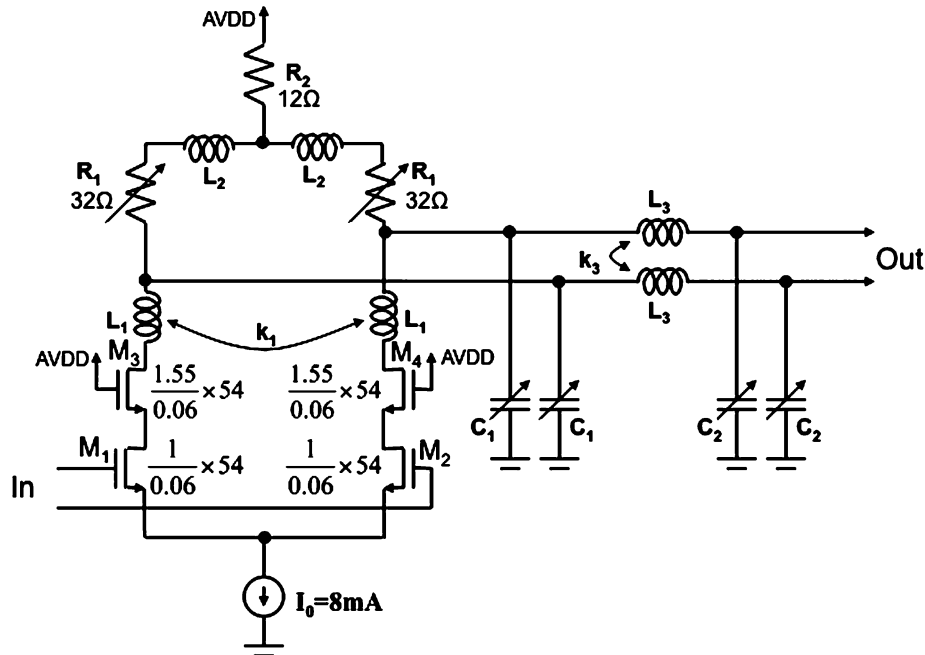 AVDD
R₂
12Ω
L₂ L₂
R₁ R₁
32Ω 32Ω
L₃
k₃
Out
L₃
L₁ k₁ L₁
AVDD M₃ M₄ AVDD
1.55/0.06 ×54 1.55/0.06 ×54
C₁ C₁ C₂ C₂
M₁ 1/0.06 ×54 1/0.06 ×54 M₂
In
I₀=8mA